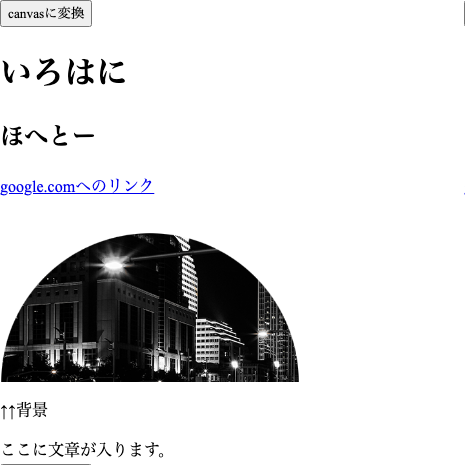 canvasに変換
いろはに
ほへとー
google.comへのリンク
↑↑背景
ここに文章が入ります。